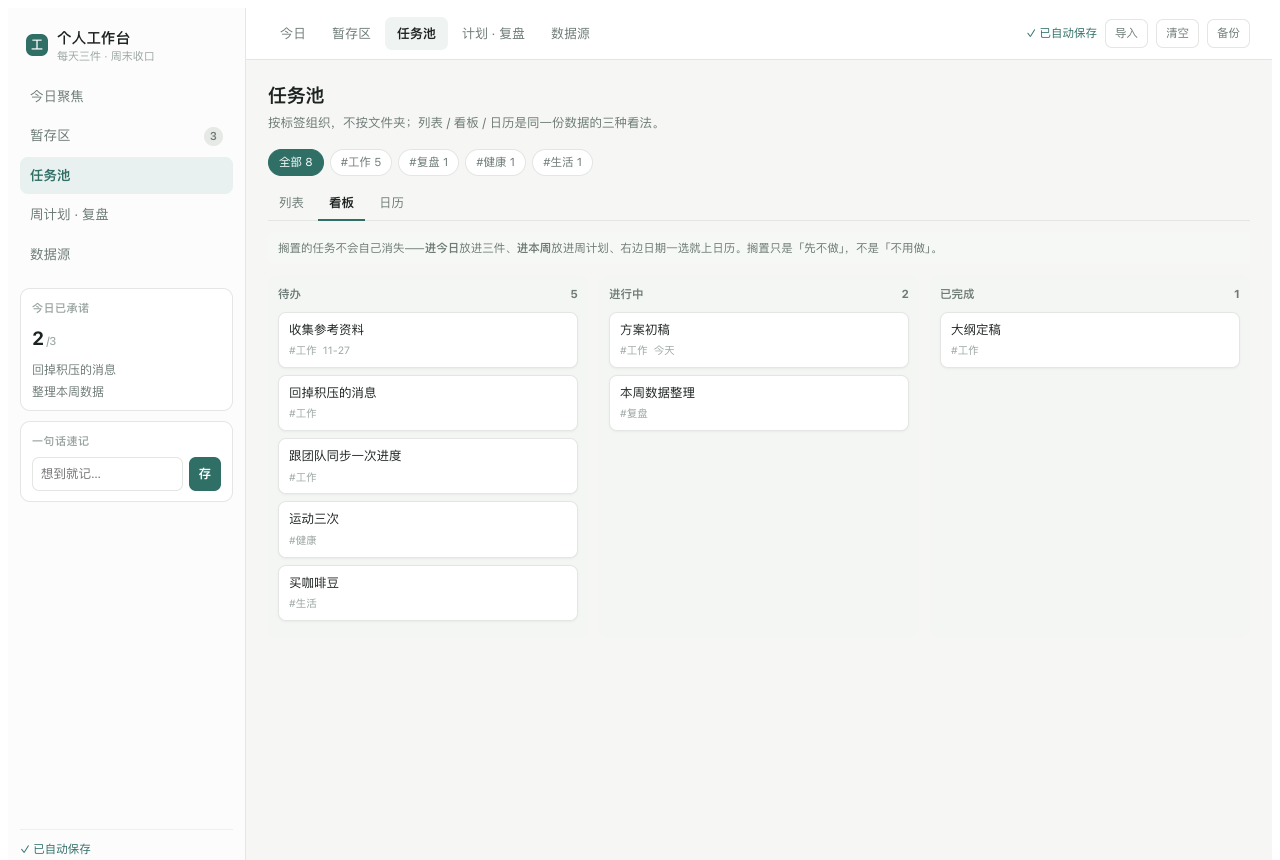 工
个人工作台
每天三件 · 周末收口
今日聚焦
暂存区 3
任务池
周计划 · 复盘
数据源
今日已承诺
2 /3
回掉积压的消息
整理本周数据
一句话速记
想到就记... 存
✓ 已自动保存
今日 暂存区 任务池 计划 · 复盘 数据源 ✓ 已自动保存 导入 清空 备份
任务池
按标签组织，不按文件夹；列表 / 看板 / 日历是同一份数据的三种看法。
全部 8 #工作 5 #复盘 1 #健康 1 #生活 1
列表 看板 日历
搁置的任务不会自己消失——进今日放进三件、进本周放进周计划、右边日期一选就上日历。搁置只是「先不做」，不是「不用做」。
待办 5
收集参考资料
#工作 11-27
回掉积压的消息
#工作
跟团队同步一次进度
#工作
运动三次
#健康
买咖啡豆
#生活
进行中 2
方案初稿
#工作 今天
本周数据整理
#复盘
已完成 1
大纲定稿
#工作